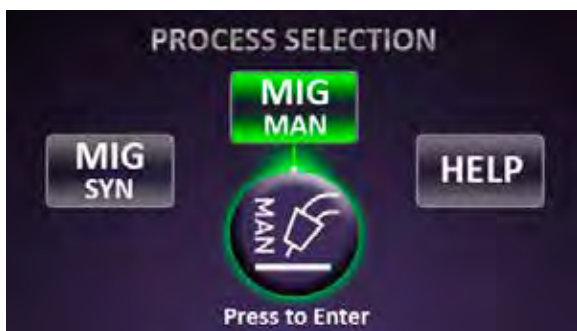 PROCESS SELECTION
MIG
MAN
MIG
SYN
HELP
MAN
Press to Enter